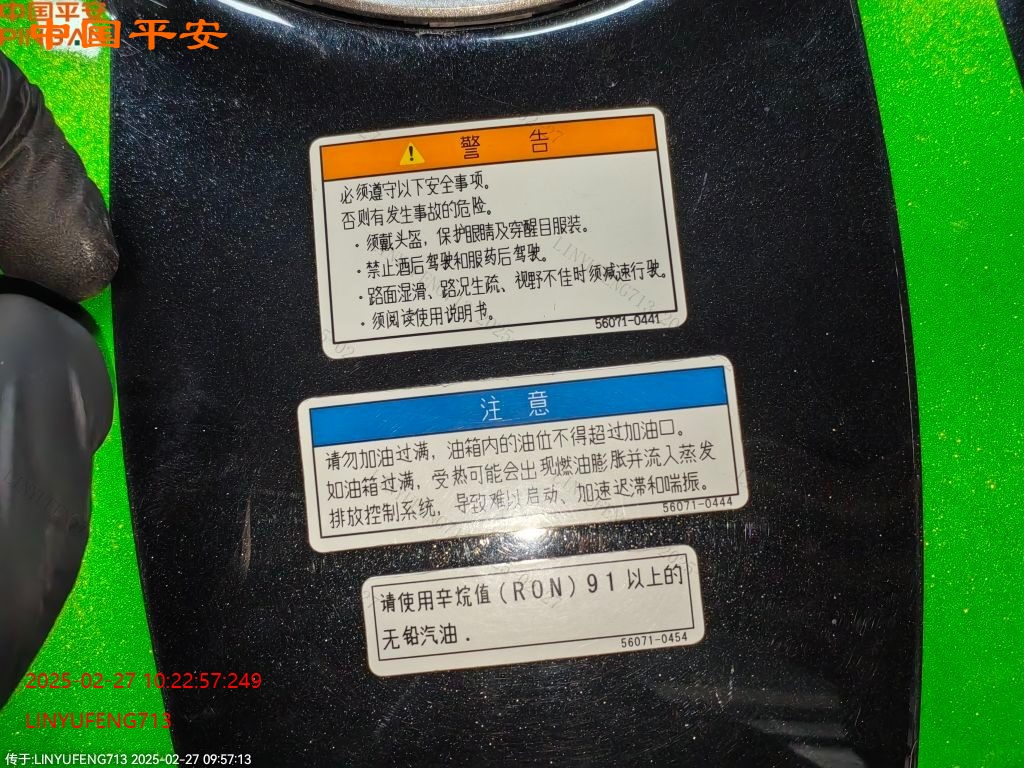 中国平安
中国平安
警 告
必须遵守以下安全事项。
否则有发生事故的危险。
·须戴头盔，保护眼睛及穿醒目服装。
·禁止酒后驾驶和服药后驾驶。
·路面湿滑、路况生疏、视野不佳时须减速行驶。
·须阅读使用说明书。
56071-0441
注 意
请勿加油过满，油箱内的油位不得超过加油口。
如油箱过满，受热可能会出现燃油膨胀并流入蒸发
排放控制系统，导致难以启动、加速迟滞和喘振。
56071-0444
请使用辛烷值(RON)91以上的
无铅汽油.
56071-0454
2025-02-27 10:22:57:249
LINYUFENG713
传于:LINYUFENG713 2025-02-27 09:57:13